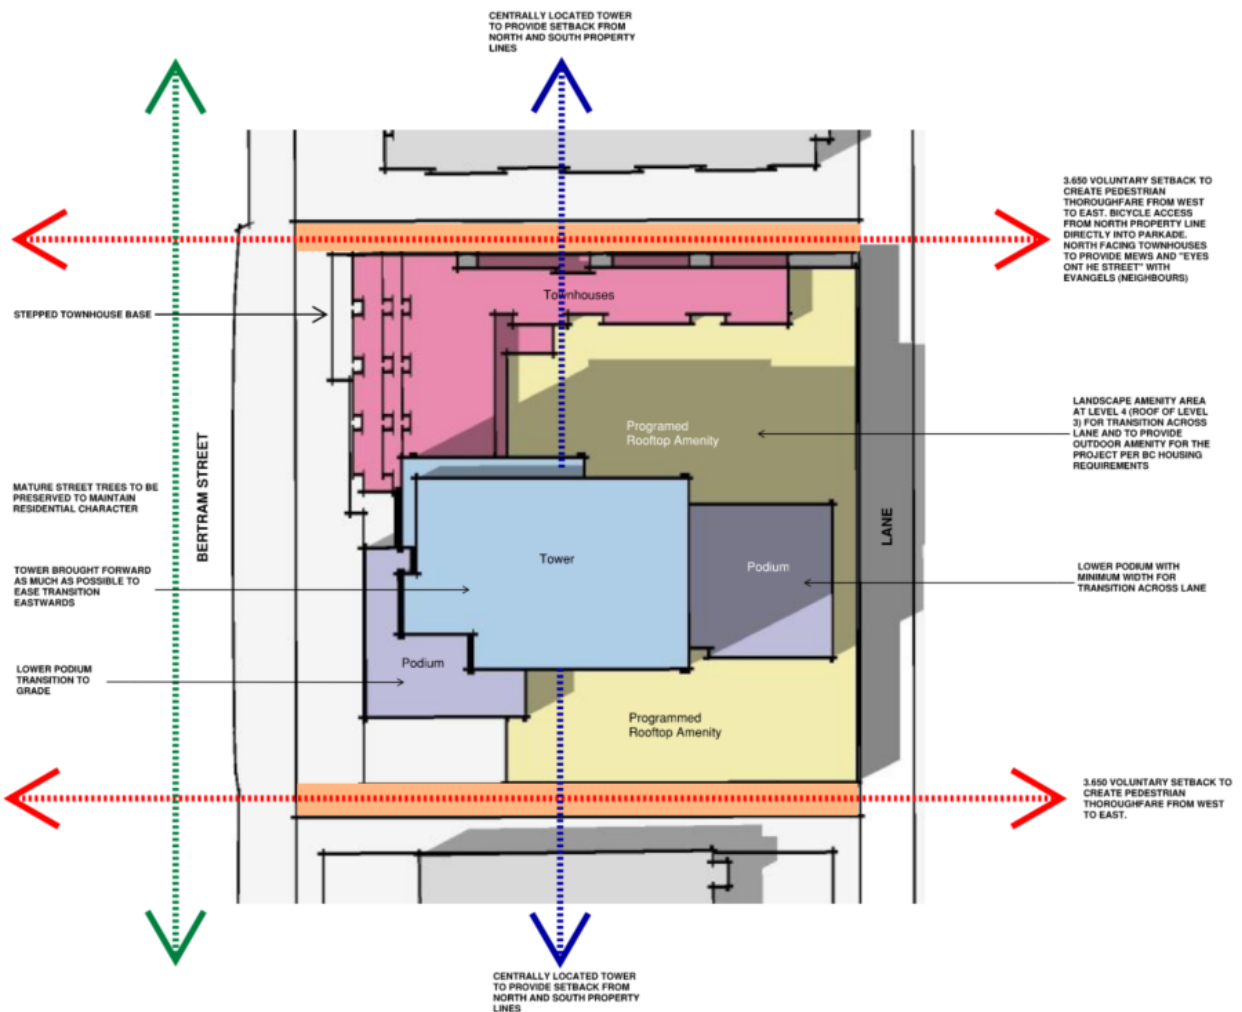 CENTRALLY LOCATED TOWER
TO PROVIDE SETBACK FROM
NORTH AND SOUTH PROPERTY
LINES
3.650 VOLUNTARY SETBACK TO
CREATE PEDESTRIAN
THOROUGHFARE FROM WEST
TO EAST. BICYCLE ACCESS
FROM NORTH PROPERTY LINE
DIRECTLY INTO PARKADE.
NORTH FACING TOWNHOUSES
TO PROVIDE MEWS AND "EYES
ONT HE STREET" WITH
EVANGELS (NEIGHBOURS)
Townhouses
STEPPED TOWNHOUSE BASE
LANDSCAPE AMENITY AREA
AT LEVEL 4 (ROOF OF LEVEL
3) FOR TRANSITION ACROSS
LANE AND TO PROVIDE
OUTDOOR AMENITY FOR THE
PROJECT PER BC HOUSING
REQUIREMENTS
Programed
Rooftop Amenity
BERTRAM STREET
MATURE STREET TREES TO BE
PRESERVED TO MAINTAIN
RESIDENTIAL CHARACTER
LANE
Tower
Podium
TOWER BROUGHT FORWARD
AS MUCH AS POSSIBLE TO
EASE TRANSITION
EASTWARDS
LOWER PODIUM WITH
MINIMUM WIDTH FOR
TRANSITION ACROSS LANE
Podium
LOWER PODIUM
TRANSITION TO
GRADE
Programmed
Rooftop Amenity
3.650 VOLUNTARY SETBACK TO
CREATE PEDESTRIAN
THOROUGHFARE FROM WEST
TO EAST.
CENTRALLY LOCATED TOWER
TO PROVIDE SETBACK FROM
NORTH AND SOUTH PROPERTY
LINES